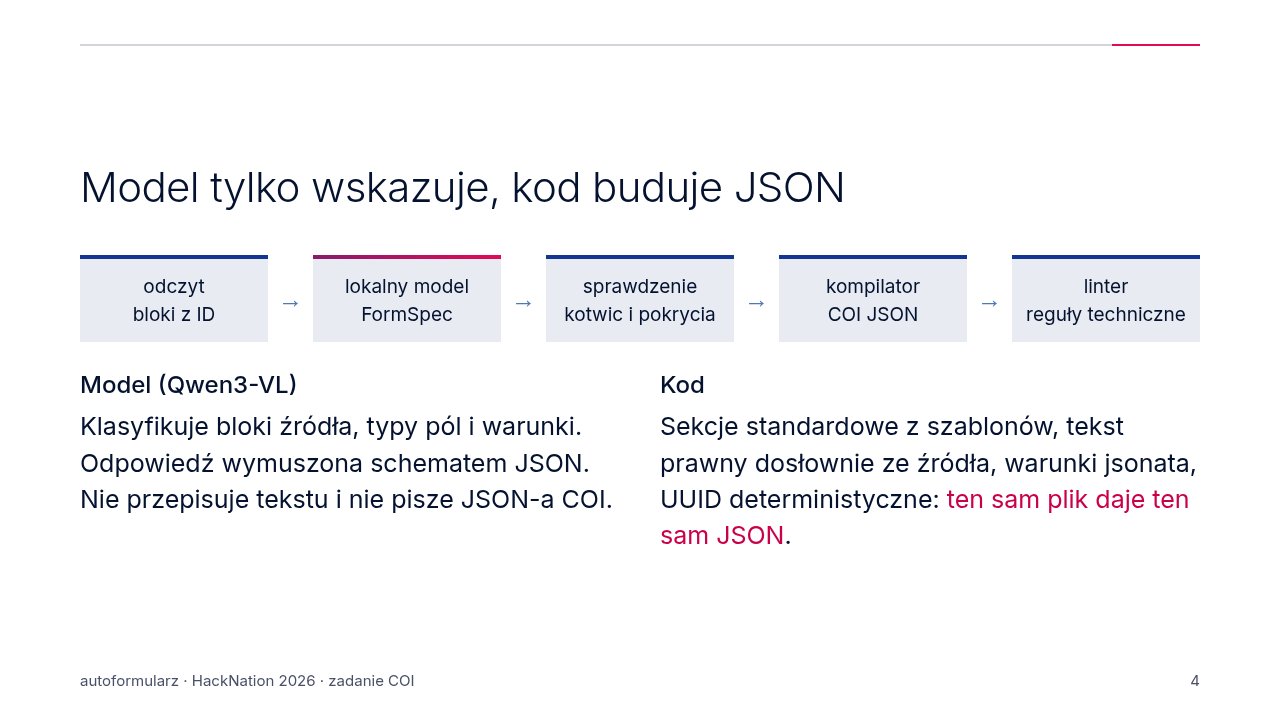 Model tylko wskazuje, kod buduje JSON
odczyt
bloki z ID
→
lokalny model
FormSpec
→
sprawdzenie
kotwic i pokrycia
→
kompilator
COI JSON
→
linter
reguły techniczne
Model (Qwen3-VL)
Klasyfikuje bloki źródła, typy pól i warunki.
Odpowiedź wymuszona schematem JSON.
Nie przepisuje tekstu i nie pisze JSON-a COI.
Kod
Sekcje standardowe z szablonów, tekst
prawny dosłownie ze źródła, warunki jsonata,
UUID deterministyczne: ten sam plik daje ten
sam JSON.
autoformularz · HackNation 2026 · zadanie COI
4